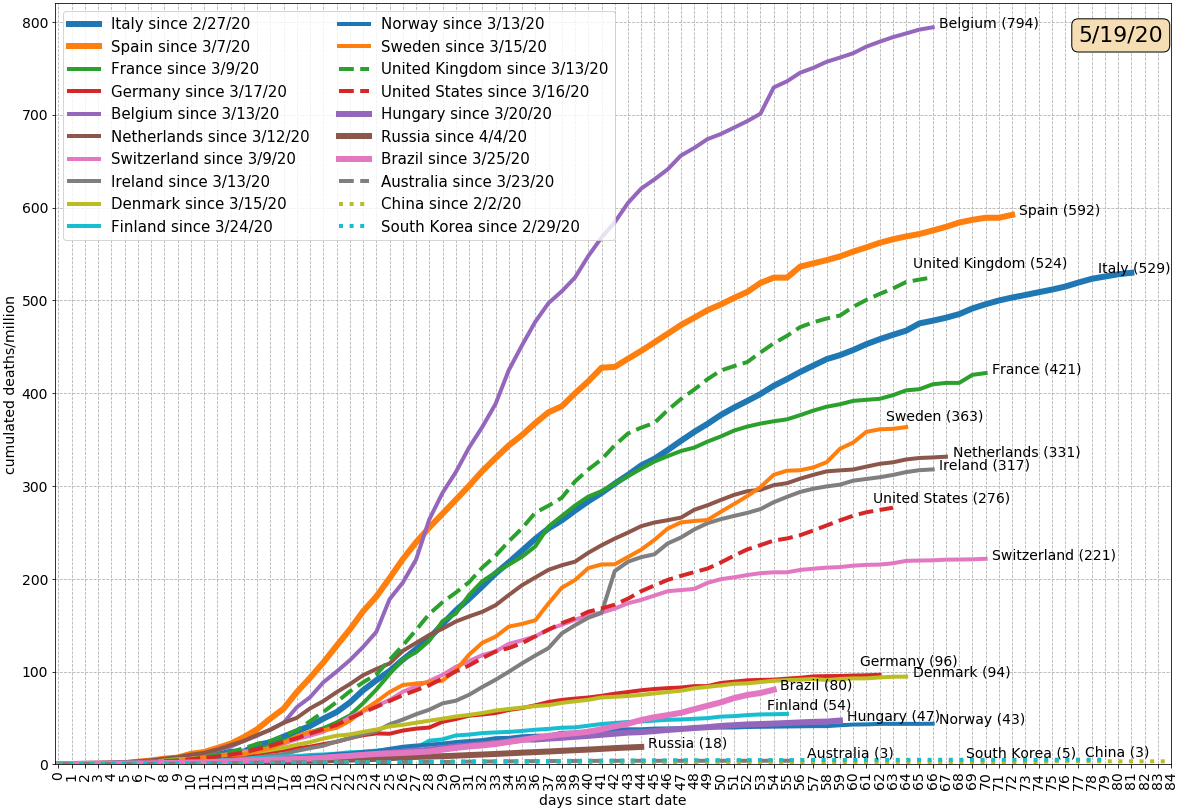 800
700
600
500
400
300
200
100
0
cumulated deaths/million
Italy since 2/27/20
Spain since 3/7/20
France since 3/9/20
Germany since 3/17/20
Belgium since 3/13/20
Netherlands since 3/12/20
Switzerland since 3/9/20
Ireland since 3/13/20
Denmark since 3/15/20
Finland since 3/24/20
Norway since 3/13/20
Sweden since 3/15/20
United Kingdom since 3/13/20
United States since 3/16/20
Hungary since 3/20/20
Russia since 4/4/20
Brazil since 3/25/20
Australia since 3/23/20
China since 2/2/20
South Korea since 2/29/20
5/19/20
Belgium (794)
Spain (592)
United Kingdom (524)
Italy (529)
France (421)
Sweden (363)
Netherlands (331)
Ireland (317)
United States (276)
Switzerland (221)
Germany (96)
Denmark (94)
Brazil (80)
Finland (54)
Hungary (47)
Norway (43)
Russia (18)
Australia (3)
South Korea (5)
China (3)
0 1 2 3 4 5 6 7 8 9 10 11 12 13 14 15 16 17 18 19 20 21 22 23 24 25 26 27 28 29 30 31 32 33 34 35 36 37 38 39 40 41 42 43 44 45 46 47 48 49 50 51 52 53 54 55 56 57 58 59 60 61 62 63 64 65 66 67 68 69 70 71 72 73 74 75 76 77 78 79 80 81 82 83 84
days since start date